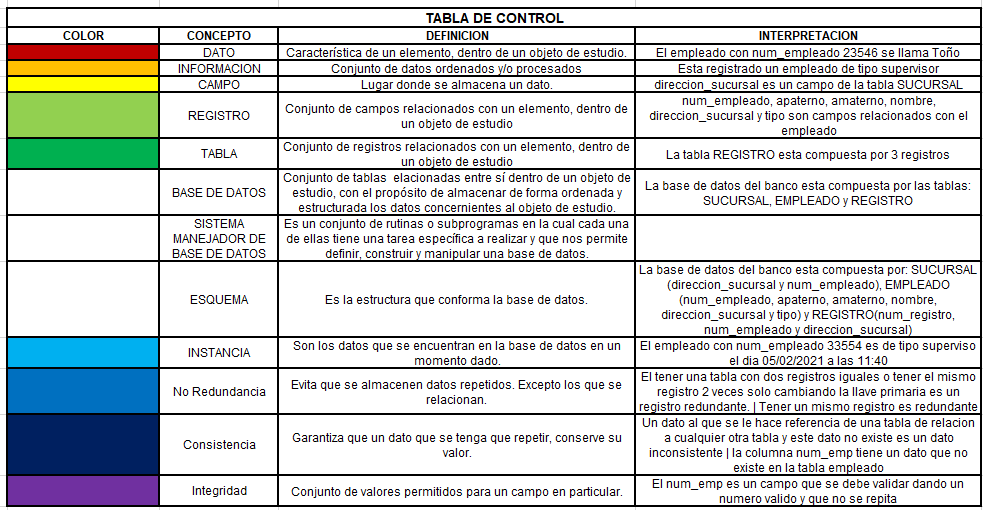 TABLA DE CONTROL
COLOR CONCEPTO DEFINICION INTERPRETACION
DATO Característica de un elemento, dentro de un objeto de estudio. El empleado con num_empleado 23546 se llama Toño
INFORMACION Conjunto de datos ordenados y/o procesados Esta registrado un empleado de tipo supervisor
CAMPO Lugar donde se almacena un dato. direccion_sucursal es un campo de la tabla SUCURSAL
REGISTRO
Conjunto de campos relacionados con un elemento, dentro de
un objeto de estudio
num_empleado, apaterno, amaterno, nombre,
direccion_sucursal y tipo son campos relacionados con el
empleado
TABLA
Conjunto de registros relacionados con un elemento, dentro de
un objeto de estudio
La tabla REGISTRO esta compuesta por 3 registros
BASE DE DATOS
Conjunto de tablas elacionadas entre sí dentro de un objeto de
estudio, con el propósito de almacenar de forma ordenada y
estructurada los datos concernientes al objeto de estudio.
La base de datos del banco esta compuesta por las tablas:
SUCURSAL, EMPLEADO y REGISTRO
SISTEMA
MANEJADOR DE
BASE DE DATOS
Es un conjunto de rutinas o subprogramas en la cual cada una
de ellas tiene una tarea específica a realizar y que nos permite
definir, construir y manipular una base de datos.
ESQUEMA
Es la estructura que conforma la base de datos.
La base de datos del banco esta compuesta por: SUCURSAL
(direccion_sucursal y num_empleado), EMPLEADO
(num_empleado, apaterno, amaterno, nombre,
direccion_sucursal y tipo) y REGISTRO(num_registro,
num_empleado y direccion_sucursal)
INSTANCIA
Son los datos que se encuentran en la base de datos en un
momento dado.
El empleado con num_empleado 33554 es de tipo superviso
el dia 05/02/2021 a las 11:40
No Redundancia
Evita que se almacenen datos repetidos. Excepto los que se
relacionan.
El tener una tabla con dos registros iguales o tener el mismo
registro 2 veces solo cambiando la llave primaria es un
registro redundante. | Tener un mismo registro es redundante
Consistencia
Garantiza que un dato que se tenga que repetir, conserve su
valor.
Un dato al que se le hace referencia de una tabla de relacion
a cualquier otra tabla y este dato no existe es un dato
inconsistente | la columna num_emp tiene un dato que no
existe en la tabla empleado
Integridad
Conjunto de valores permitidos para un campo en particular.
El num_emp es un campo que se debe validar dando un
numero valido y que no se repita